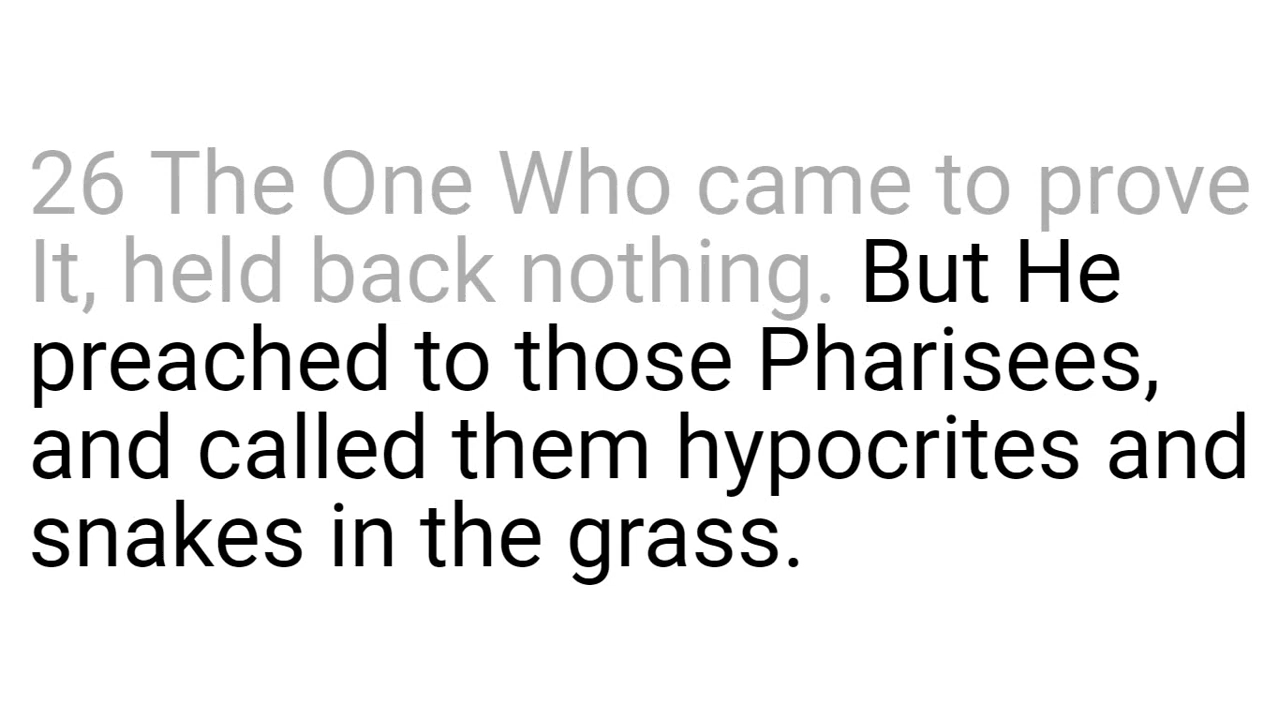 26 The One Who came to prove
It, held back nothing. But He
preached to those Pharisees,
and called them hypocrites and
snakes in the grass.